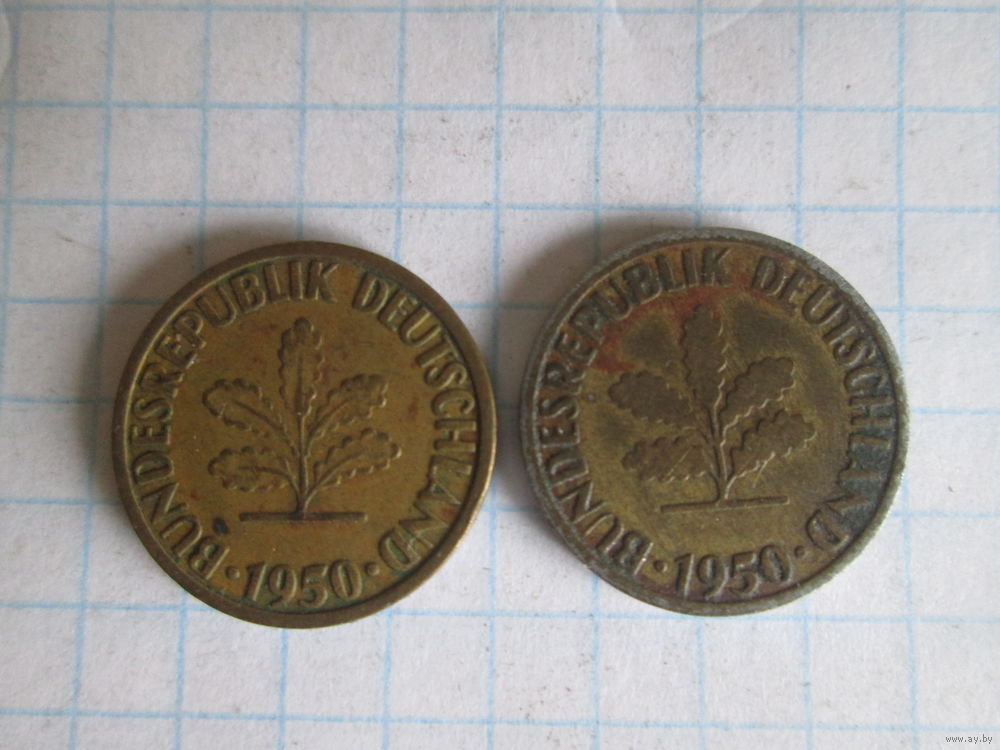 BUNDESREPUBLIK DEUTSCHLAND
· 1950 ·
BUNDESREPUBLIK DEUTSCHLAND
· 1950 ·
www.ay.by